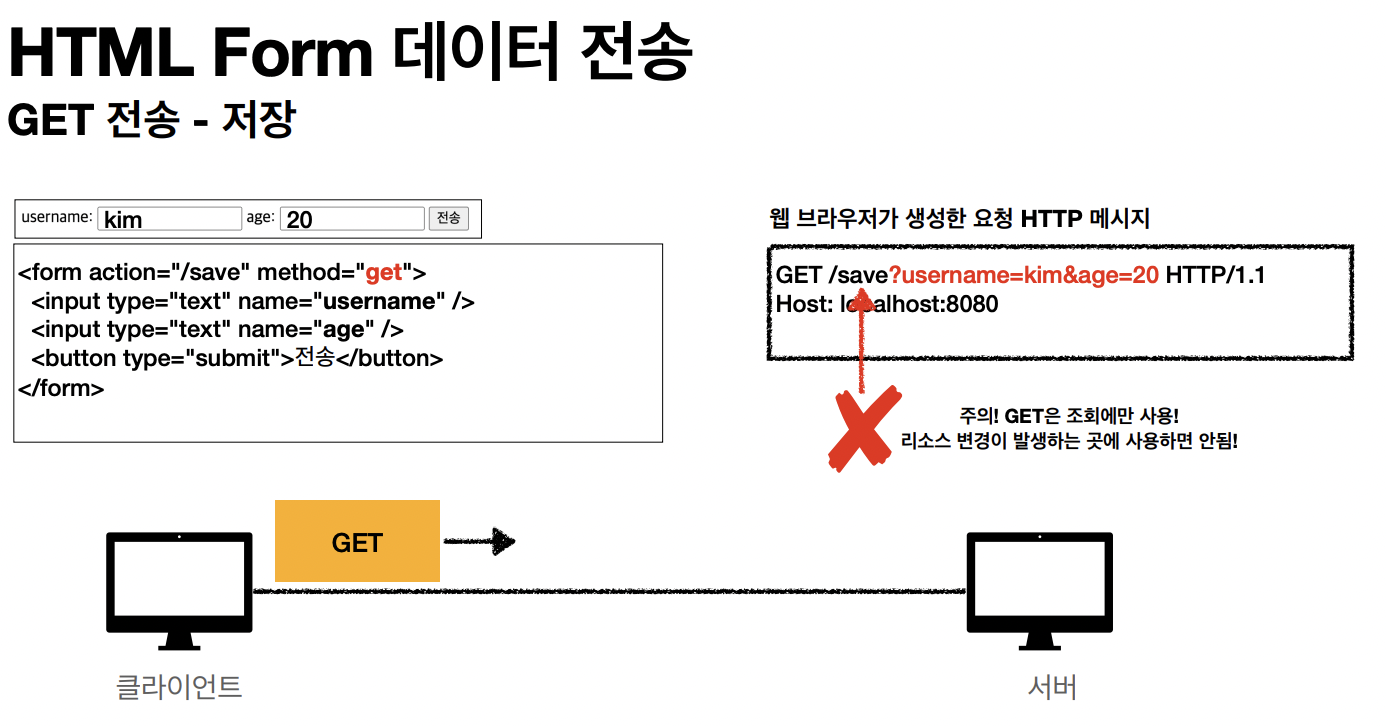 HTML Form 데이터 전송
GET 전송 - 저장
username: kim age: 20 전송
<form action="/save" method="get">
<input type="text" name="username" />
<input type="text" name="age" />
<button type="submit">전송</button>
</form>
웹 브라우저가 생성한 요청 HTTP 메시지
GET /save?username=kim&age=20 HTTP/1.1
Host: localhost:8080
주의! GET은 조회에만 사용!
리소스 변경이 발생하는 곳에 사용하면 안됨!
GET
클라이언트
서버